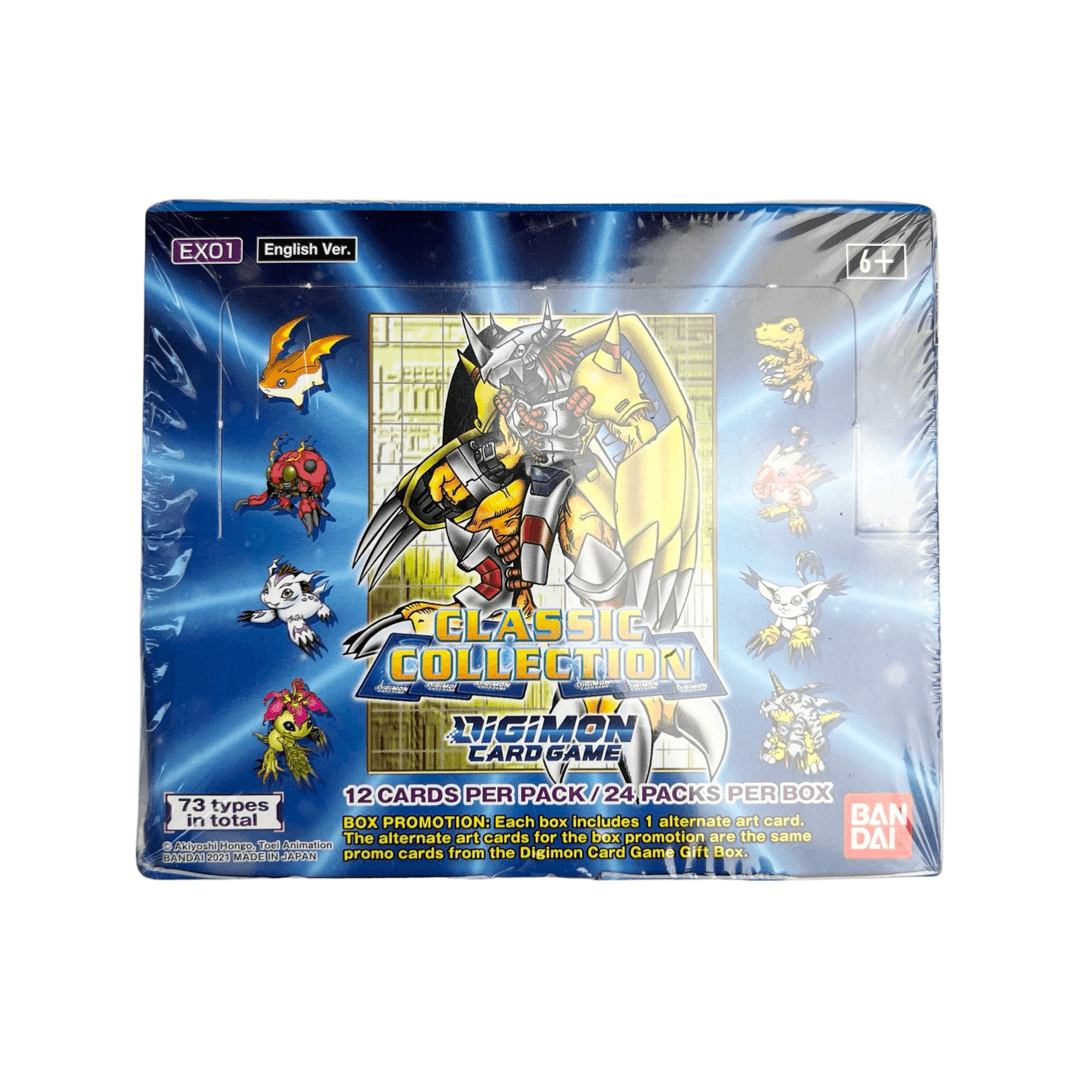 EX01
English Ver.
6+
CLASSIC
COLLECTION
DIGIMON
CARD GAME
12 CARDS PER PACK / 24 PACKS PER BOX
73 types
in total
BOX PROMOTION: Each box includes 1 alternate art card.
The alternate art cards for the box promotion are the same
promo cards from the Digimon Card Game Gift Box.
BAN
DAI
© Akiyoshi Hongo, Toei Animation
BANDAI 2021 MADE IN JAPAN